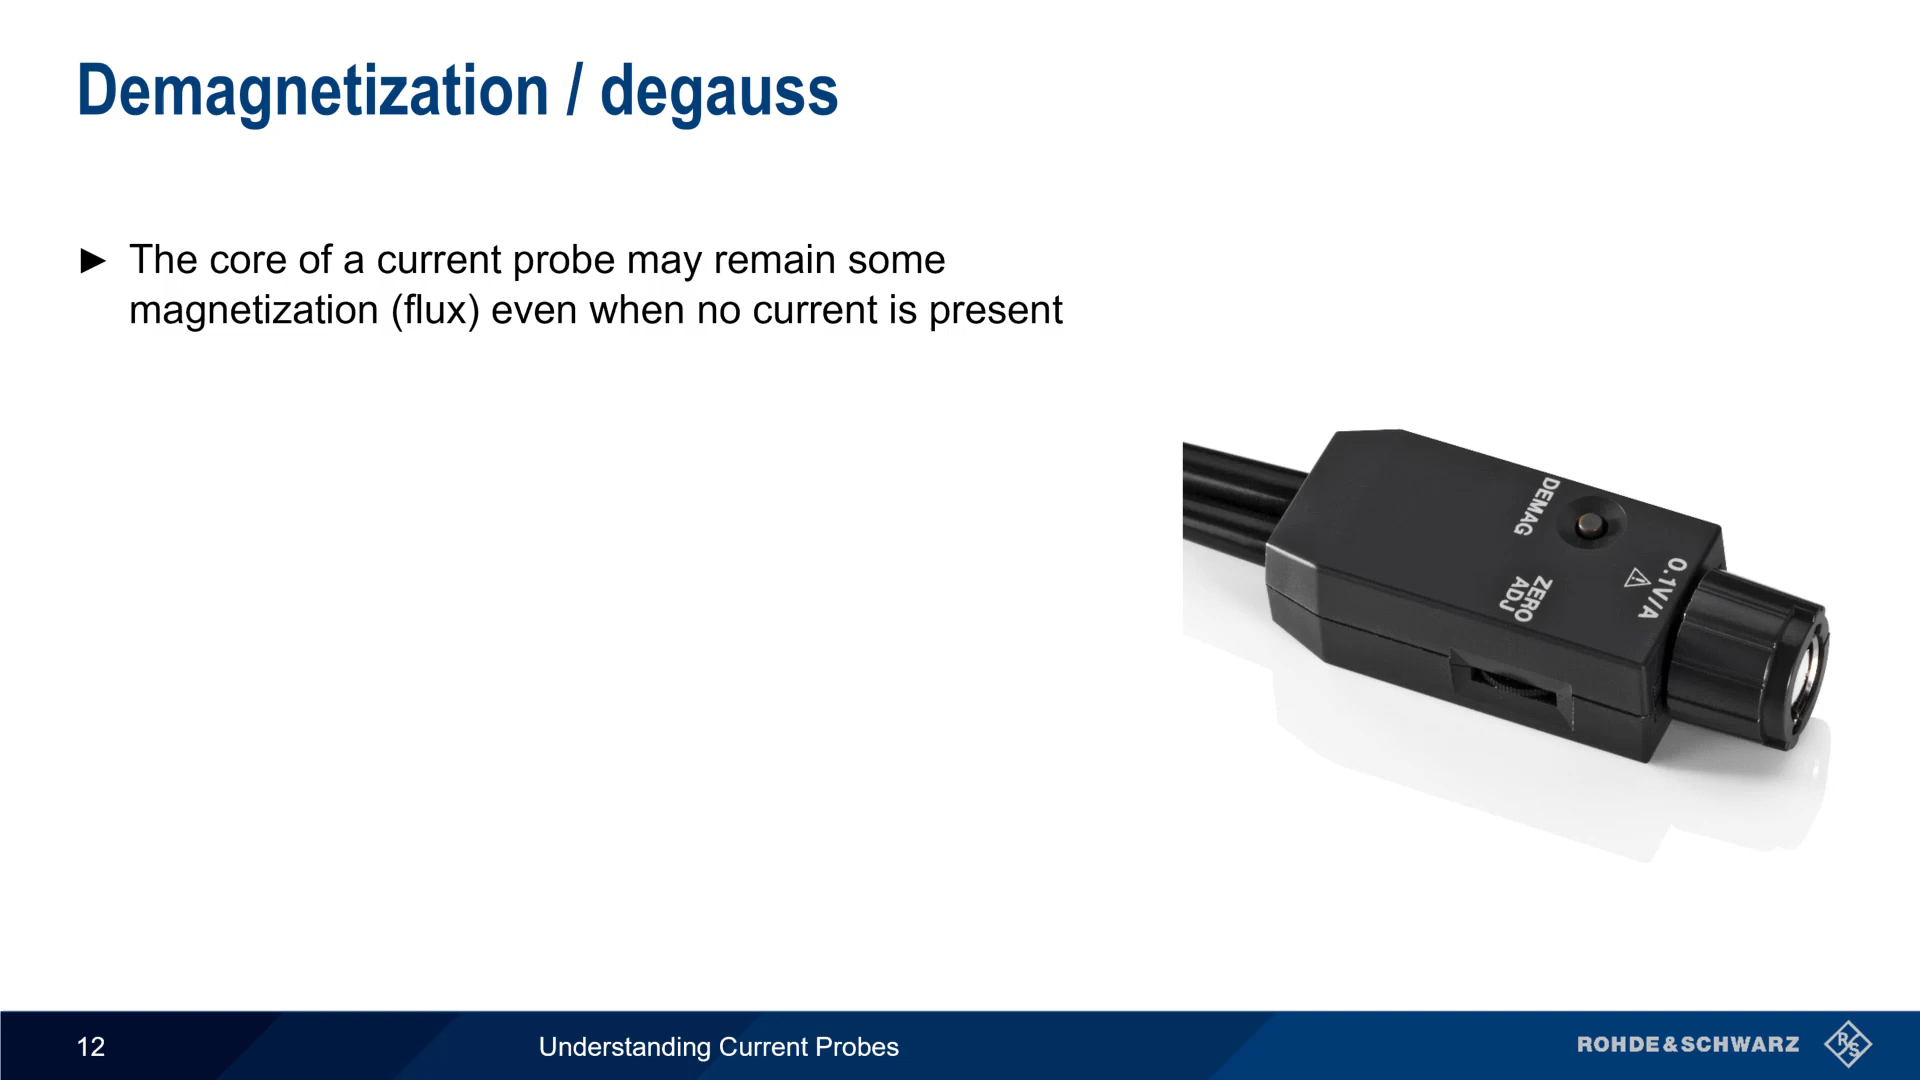 Demagnetization / degauss
► The core of a current probe may remain some
magnetization (flux) even when no current is present
DEMAG
ZERO
ADJ
0.1V/A
12
Understanding Current Probes
ROHDE&SCHWARZ
R&S